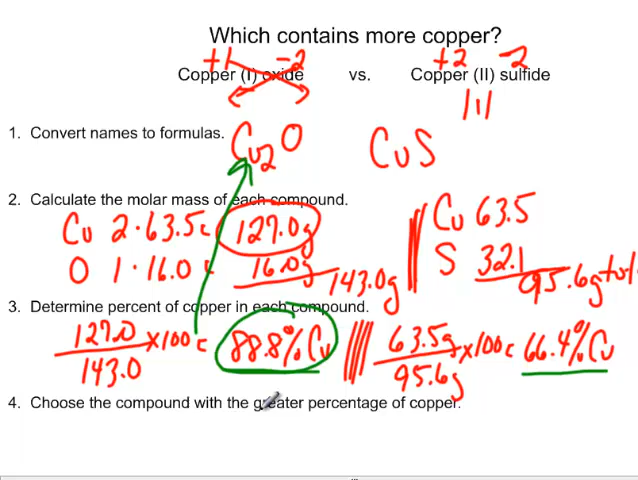 Which contains more copper?
+1 -2 +2 -2
Copper (I) oxide vs. Copper (II) sulfide
1:1
1. Convert names to formulas. Cu2O CuS
2. Calculate the molar mass of each compound.
Cu 2·63.5 = 127.0g Cu 63.5
O 1·16.0 = 16.0g S 32.1
143.0g 95.6g total
3. Determine percent of copper in each compound.
127.0 x100 = 88.8% Cu 63.5g x100 = 66.4% Cu
143.0 95.6g
4. Choose the compound with the greater percentage of copper.